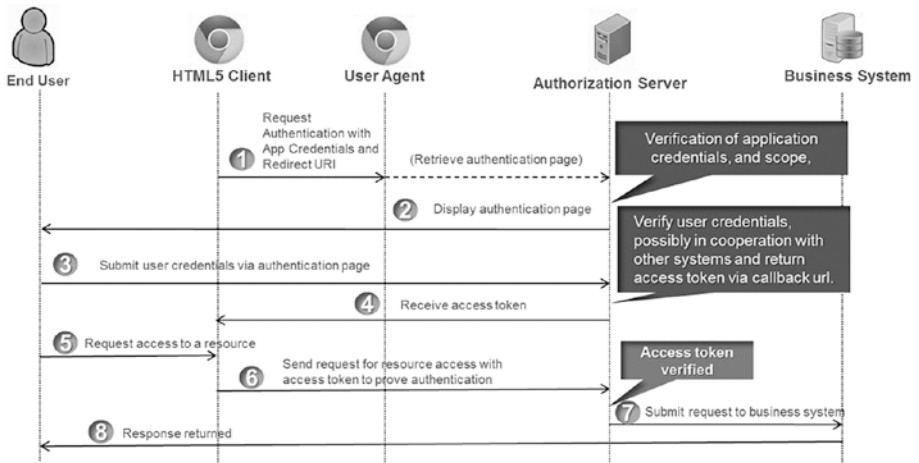 End User
HTML5 Client
User Agent
Authorization Server
Business System
1
Request
Authentication with
App Credentials and
Redirect URI
(Retrieve authentication page)
Verification of application
credentials, and scope,
2
Display authentication page
Verify user credentials,
possibly in cooperation with
other systems and return
access token via callback url.
3
Submit user credentials via authentication page
4
Receive access token
5
Request access to a resource
6
Send request for resource access with
access token to prove authentication
Access token
verified
7
Submit request to business system
8
Response returned